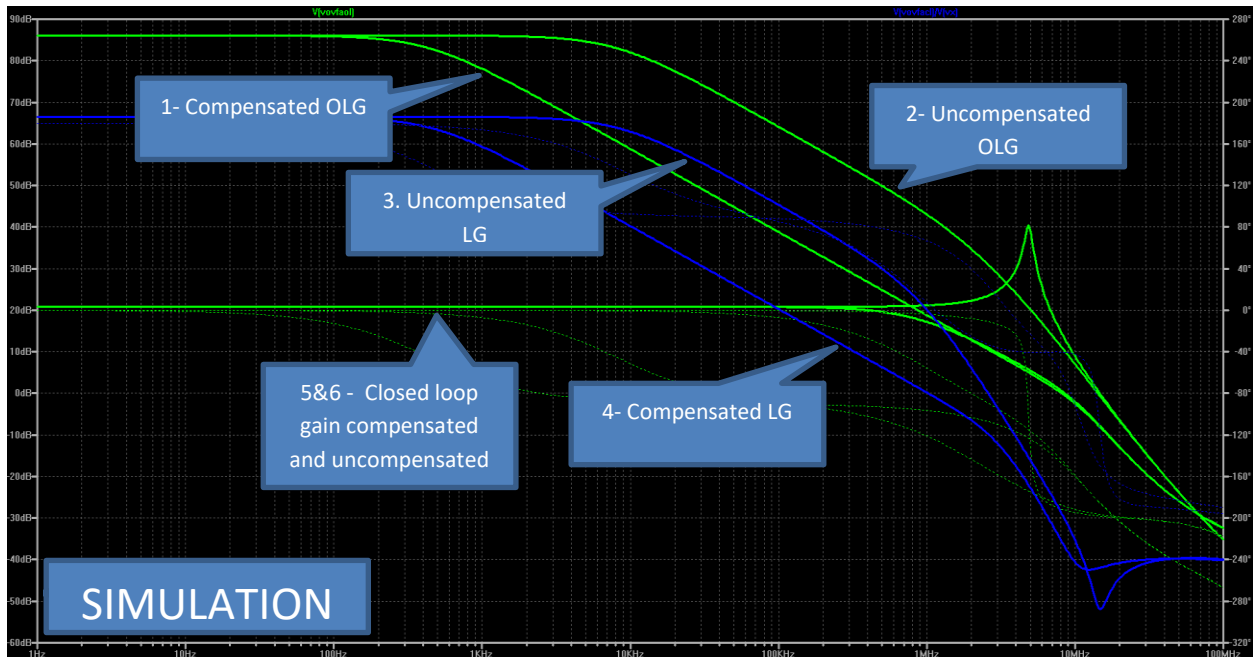 V(vovfaol)
90dB
80dB
70dB
60dB
50dB
40dB
30dB
20dB
10dB
0dB
-10dB
-20dB
-30dB
-40dB
-50dB
-60dB
280°
240°
200°
160°
120°
80°
40°
0°
-40°
-80°
-120°
-160°
-200°
-240°
-280°
-320°
1- Compensated OLG
2- Uncompensated
OLG
3. Uncompensated
LG
5&6 - Closed loop
gain compensated
and uncompensated
4- Compensated LG
SIMULATION
1Hz
10Hz
100Hz
1KHz
10KHz
100KHz
1MHz
10MHz
100MHz